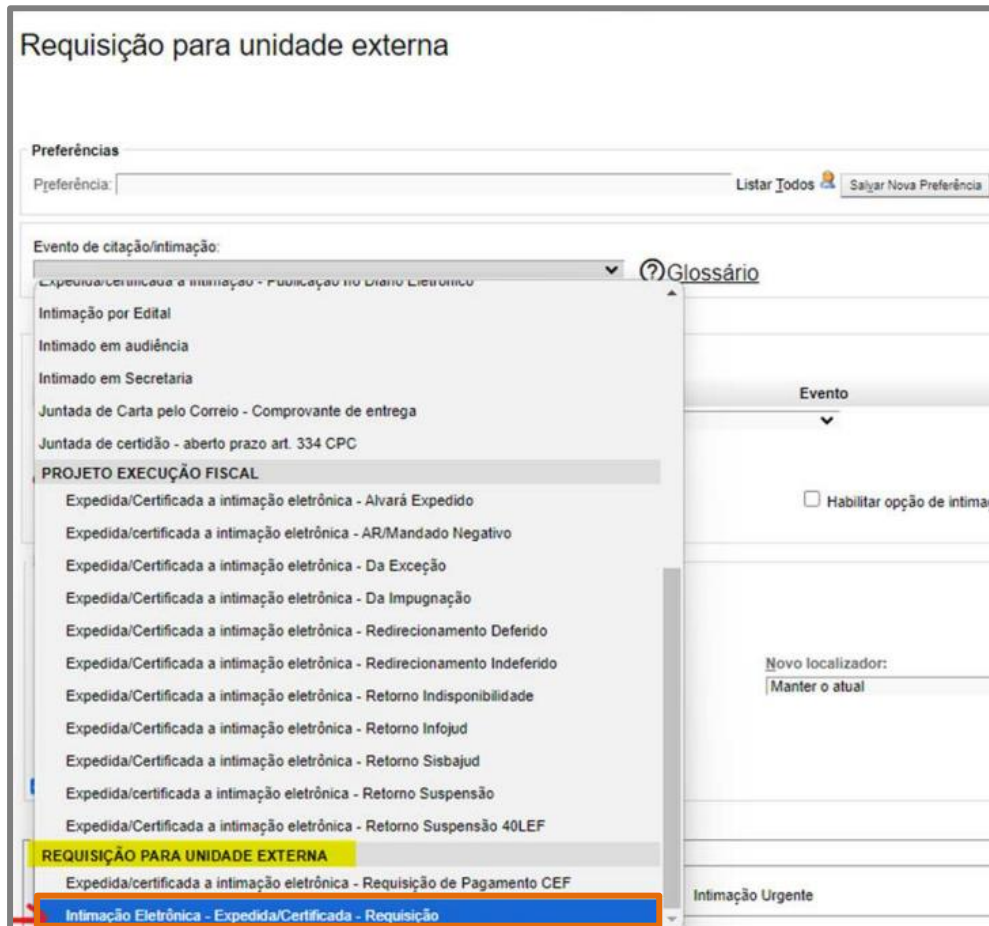 Requisição para unidade externa
Preferências
Preferência:
Listar Todos
Salvar Nova Preferência
Evento de citação/intimação:
Glossário
Expedida/certificada a intimação - Publicação no Diário Eletrônico
Intimação por Edital
Intimado em audiência
Intimado em Secretaria
Evento
Juntada de Carta pelo Correio - Comprovante de entrega
Juntada de certidão - aberto prazo art. 334 CPC
PROJETO EXECUÇÃO FISCAL
Expedida/Certificada a intimação eletrônica - Alvará Expedido
Habilitar opção de intima
Expedida/certificada a intimação eletrônica - AR/Mandado Negativo
Expedida/Certificada a intimação eletrônica - Da Exceção
Expedida/Certificada a intimação eletrônica - Da Impugnação
Expedida/Certificada a intimação eletrônica - Redirecionamento Deferido
Expedida/Certificada a intimação eletrônica - Redirecionamento Indeferido
Novo localizador:
Manter o atual
Expedida/Certificada a intimação eletrônica - Retorno Indisponibilidade
Expedida/Certificada a intimação eletrônica - Retorno Infojud
Expedida/Certificada a intimação eletrônica - Retorno Sisbajud
Expedida/certificada a intimação eletrônica - Retorno Suspensão
Expedida/Certificada a intimação eletrônica - Retorno Suspensão 40LEF
REQUISIÇÃO PARA UNIDADE EXTERNA
Expedida/certificada a intimação eletrônica - Requisição de Pagamento CEF
Intimação Urgente
Intimação Eletrônica - Expedida/Certificada - Requisição